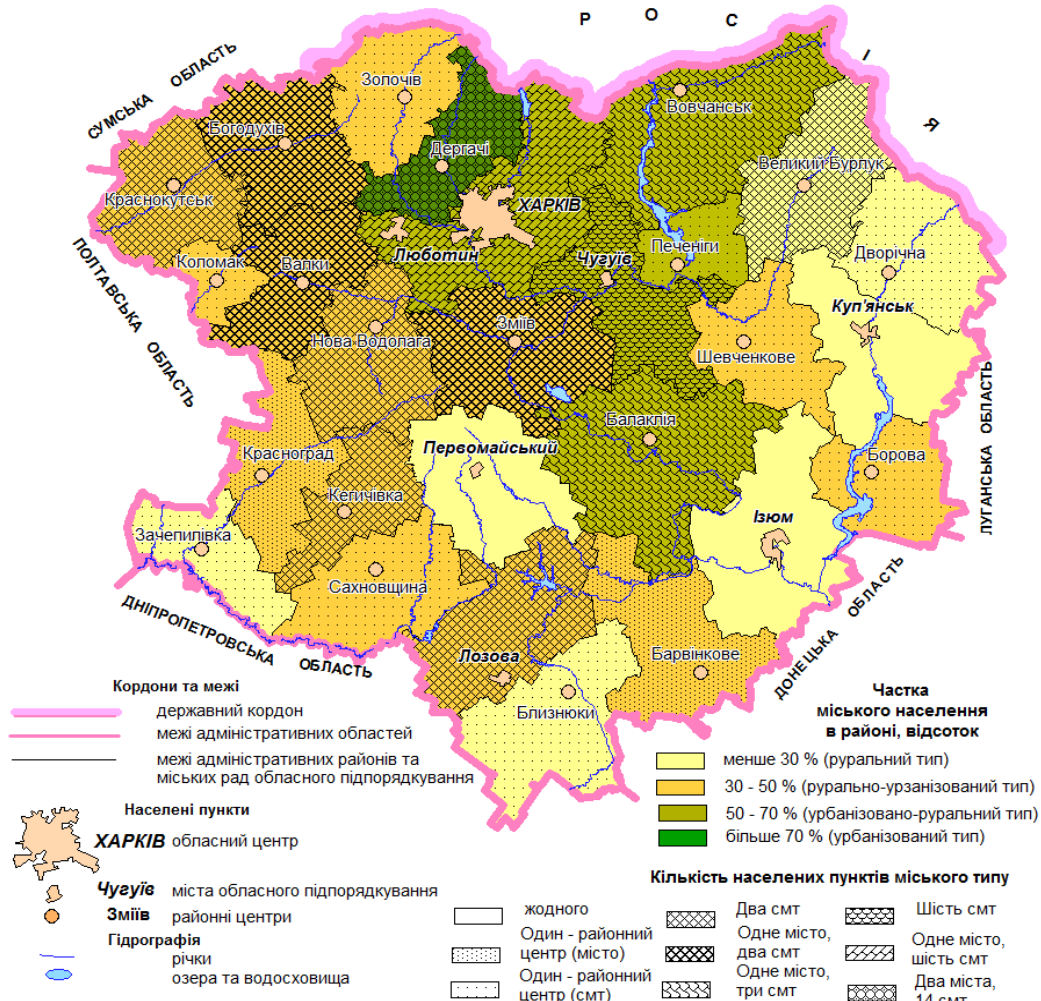 Р О С І Я
СУМСЬКА ОБЛАСТЬ
ПОЛТАВСЬКА ОБЛАСТЬ
ДНІПРОПЕТРОВСЬКА ОБЛАСТЬ
ДОНЕЦЬКА ОБЛАСТЬ
ЛУГАНСЬКА ОБЛАСТЬ
Золочів
Вовчанськ
Богодухів
Дергачі
Великий Бурлук
Краснокутськ
ХАРКІВ
Печеніги
Дворічна
Коломак
Валки
Люботин
Чугуїв
Куп'янськ
Нова Водолага
Зміїв
Шевченкове
Балаклія
Красноград
Первомайський
Борова
Кегичівка
Ізюм
Зачепилівка
Сахновщина
Лозова
Барвінкове
Близнюки
Кордони та межі
державний кордон
межі адміністративних областей
межі адміністративних районів та
міських рад обласного підпорядкування
Населені пункти
ХАРКІВ обласний центр
Чугуїв міста обласного підпорядкування
Зміїв районні центри
Гідрографія
річки
озера та водосховища
Частка
міського населення
в районі, відсоток
менше 30 % (руральний тип)
30 - 50 % (рурально-урзанізований тип)
50 - 70 % (урбанізовано-руральний тип)
більше 70 % (урбанізований тип)
Кількість населених пунктів міського типу
жодного
Один - районний
центр (місто)
Один - районний
центр (смт)
Два смт
Одне місто,
два смт
Одне місто,
три смт
Шість смт
Одне місто,
шість смт
Два міста,
14 смт